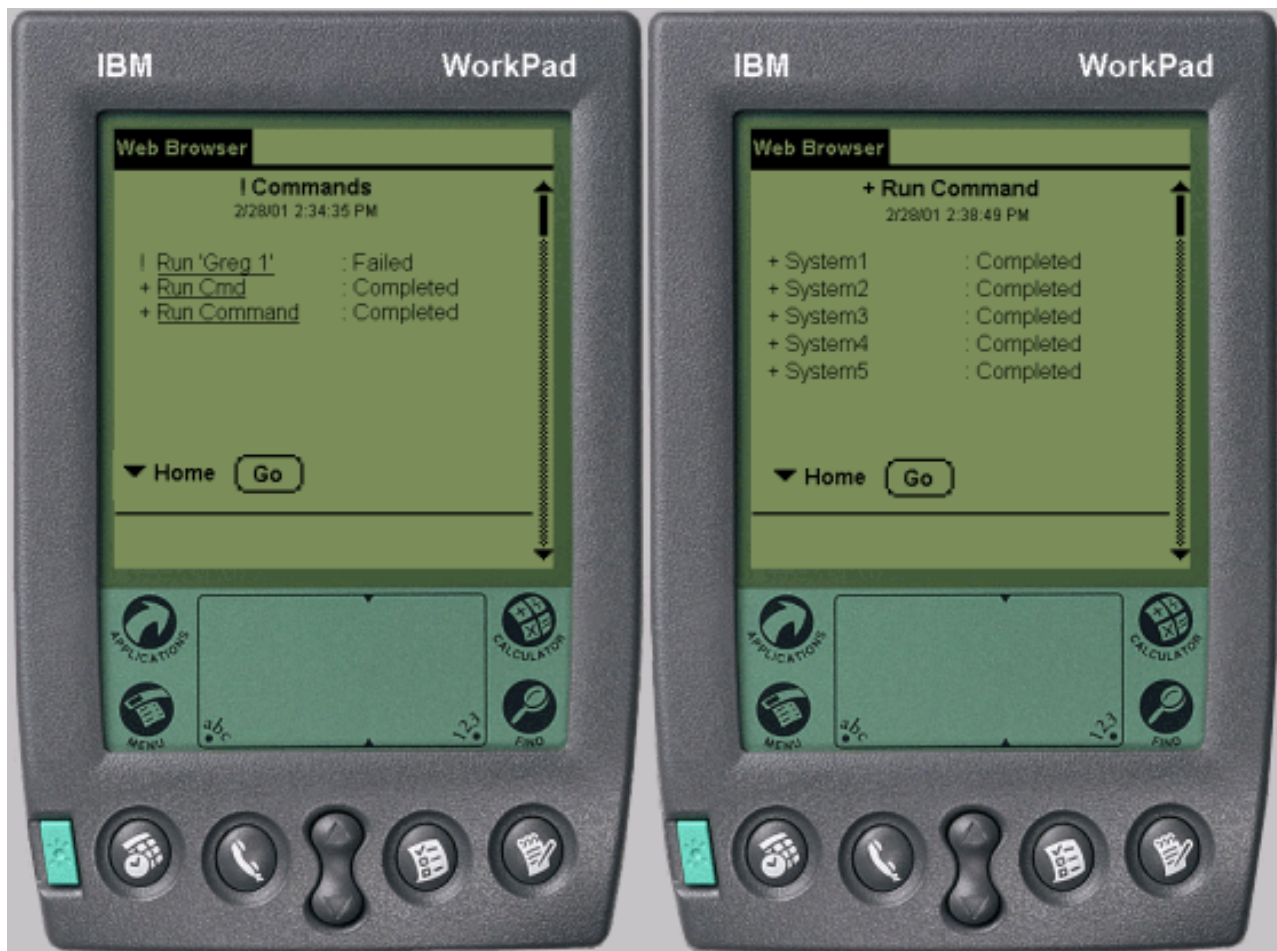 IBM WorkPad
Web Browser
! Commands
2/28/01 2:34:35 PM
! Run 'Greg 1' : Failed
+ Run Cmd : Completed
+ Run Command : Completed
Home Go
APPLICATIONS
CALCULATOR
MENU
abc
123
FIND
IBM WorkPad
Web Browser
+ Run Command
2/28/01 2:38:49 PM
+ System1 : Completed
+ System2 : Completed
+ System3 : Completed
+ System4 : Completed
+ System5 : Completed
Home Go
APPLICATIONS
CALCULATOR
MENU
abc
123
FIND